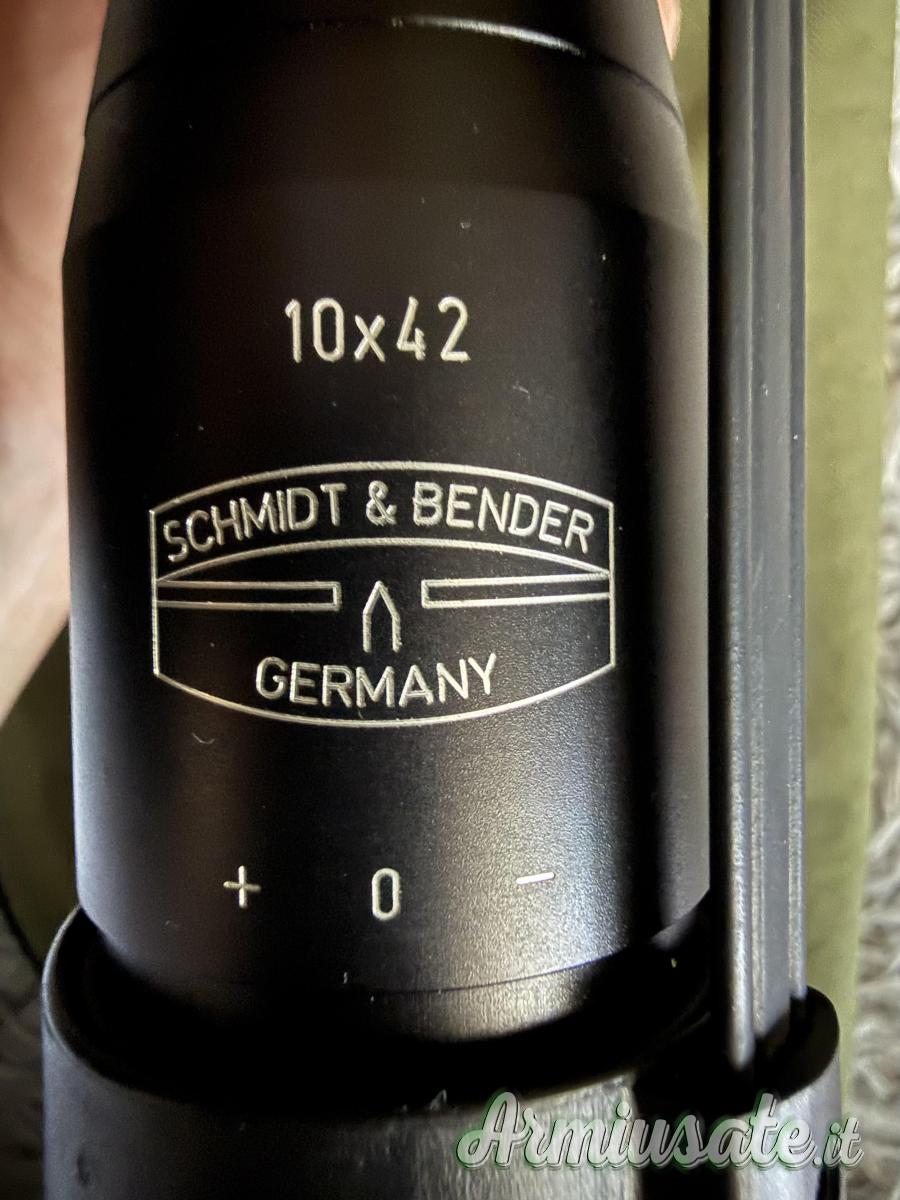 10x42
SCHMIDT & BENDER
GERMANY
+ 0 −
Armiusate.it